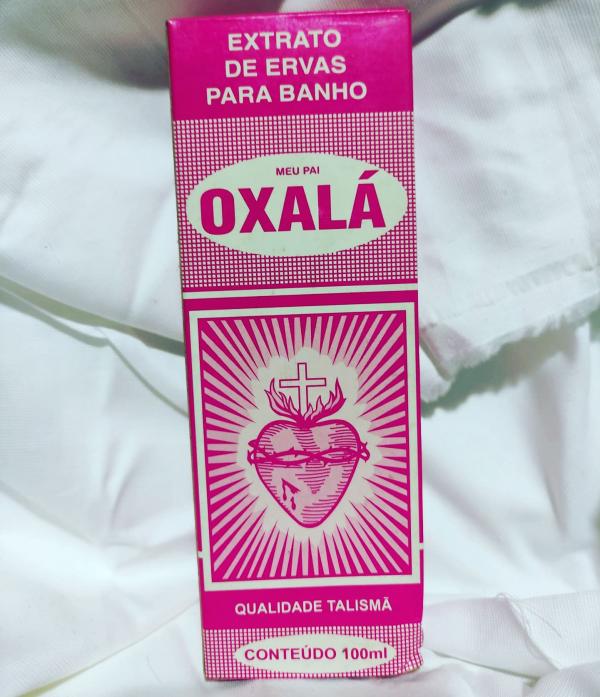 EXTRATO
DE ERVAS
PARA BANHO
MEU PAI
OXALÁ
QUALIDADE TALISMÃ
CONTEÚDO 100ml